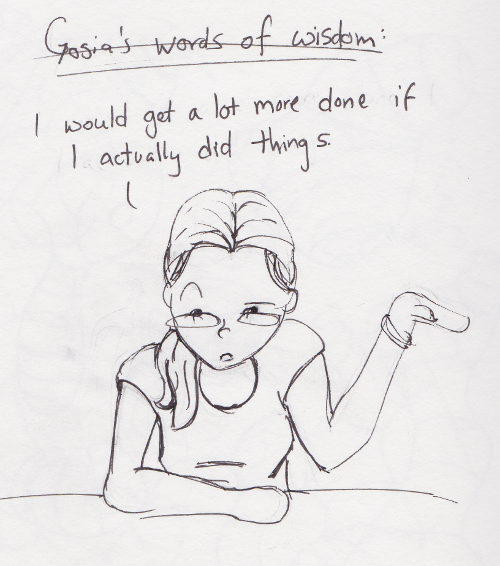 Gosia's words of wisdom:
I would get a lot more done if
I actually did things.